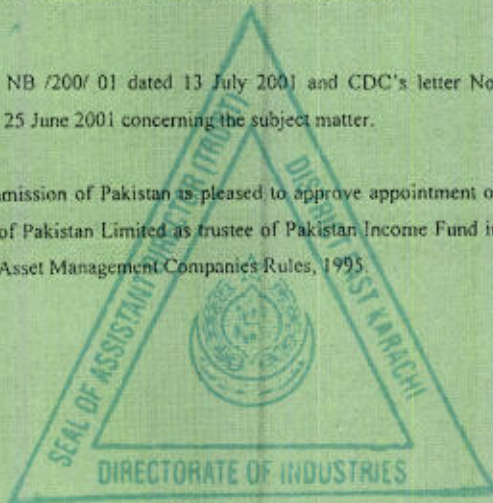 NB /200/ 01 dated 13 July 2001 and CDC's letter No
25 June 2001 concerning the subject matter.
mmission of Pakistan is pleased to approve appointment o
of Pakistan Limited as trustee of Pakistan Income Fund i
Asset Management Companies Rules, 1995.
SEAL OF ASSISTANT DIRECTOR (TRUST)
DISTRICT EAST KARACHI
DIRECTORATE OF INDUSTRIES